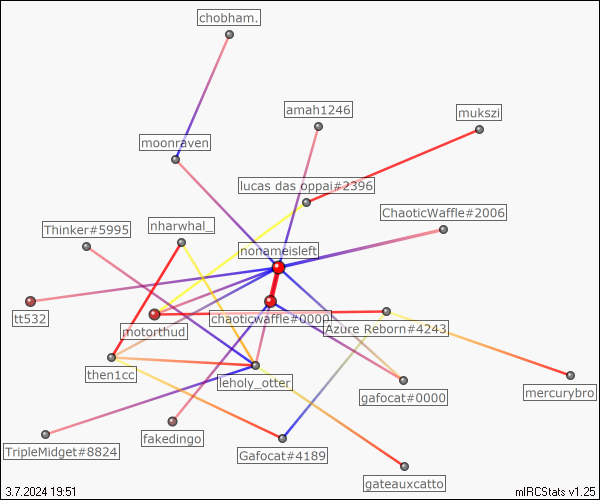 chobham.
amah1246
mukszi
moonraven
lucas das oppai#2396
ChaoticWaffle#2006
nharwhal_
Thinker#5995
nonameisleft
tt532
motorthud
chaoticwaffle#0000
Azure Reborn#4243
then1cc
leholy_otter
gafocat#0000
mercurybro
fakedingo
TripleMidget#8824
Gafocat#4189
gateauxcatto
3.7.2024 19:51
mIRCStats v1.25